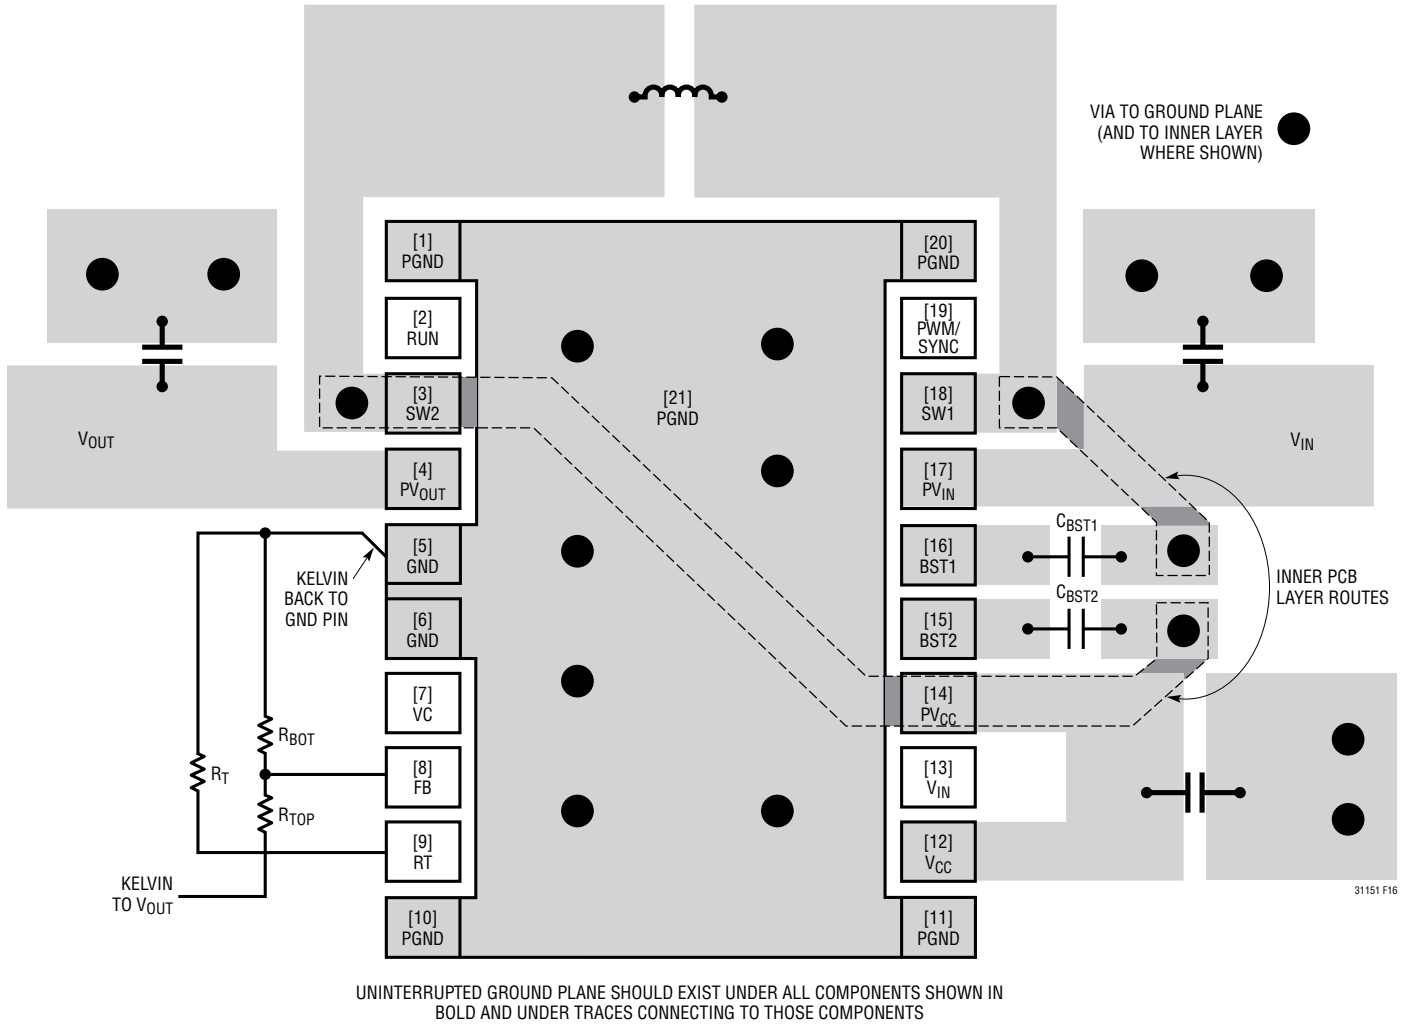 VIA TO GROUND PLANE
(AND TO INNER LAYER
WHERE SHOWN)
[1]
PGND
[20]
PGND
[2]
RUN
[19]
PWM/
SYNC
[3]
SW2
[21]
PGND
[18]
SW1
VOUT
VIN
[4]
PVOUT
[17]
PVIN
[5]
GND
[16]
BST1
CBST1
KELVIN
BACK TO
GND PIN
INNER PCB
LAYER ROUTES
[6]
GND
[15]
BST2
CBST2
[7]
VC
[14]
PVCC
RBOT
RT
[8]
FB
[13]
VIN
RTOP
[9]
RT
[12]
VCC
KELVIN
TO VOUT
31151 F16
[10]
PGND
[11]
PGND
UNINTERRUPTED GROUND PLANE SHOULD EXIST UNDER ALL COMPONENTS SHOWN IN
BOLD AND UNDER TRACES CONNECTING TO THOSE COMPONENTS